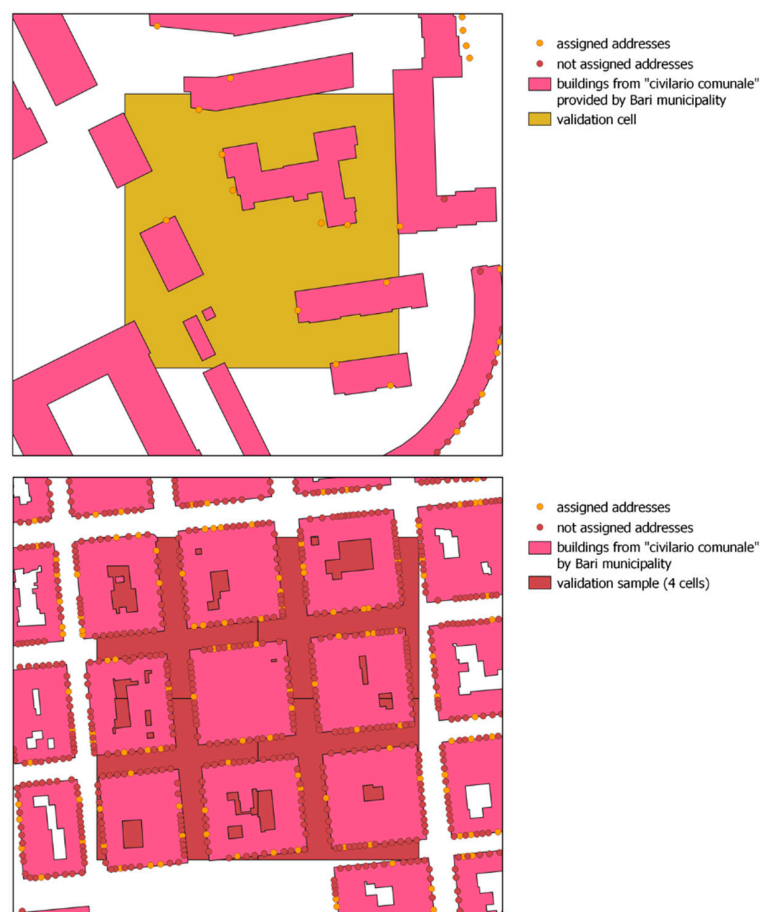 assigned addresses
not assigned addresses
buildings from "civilario comunale"
provided by Bari municipality
validation cell
assigned addresses
not assigned addresses
buildings from "civilario comunale"
by Bari municipality
validation sample (4 cells)